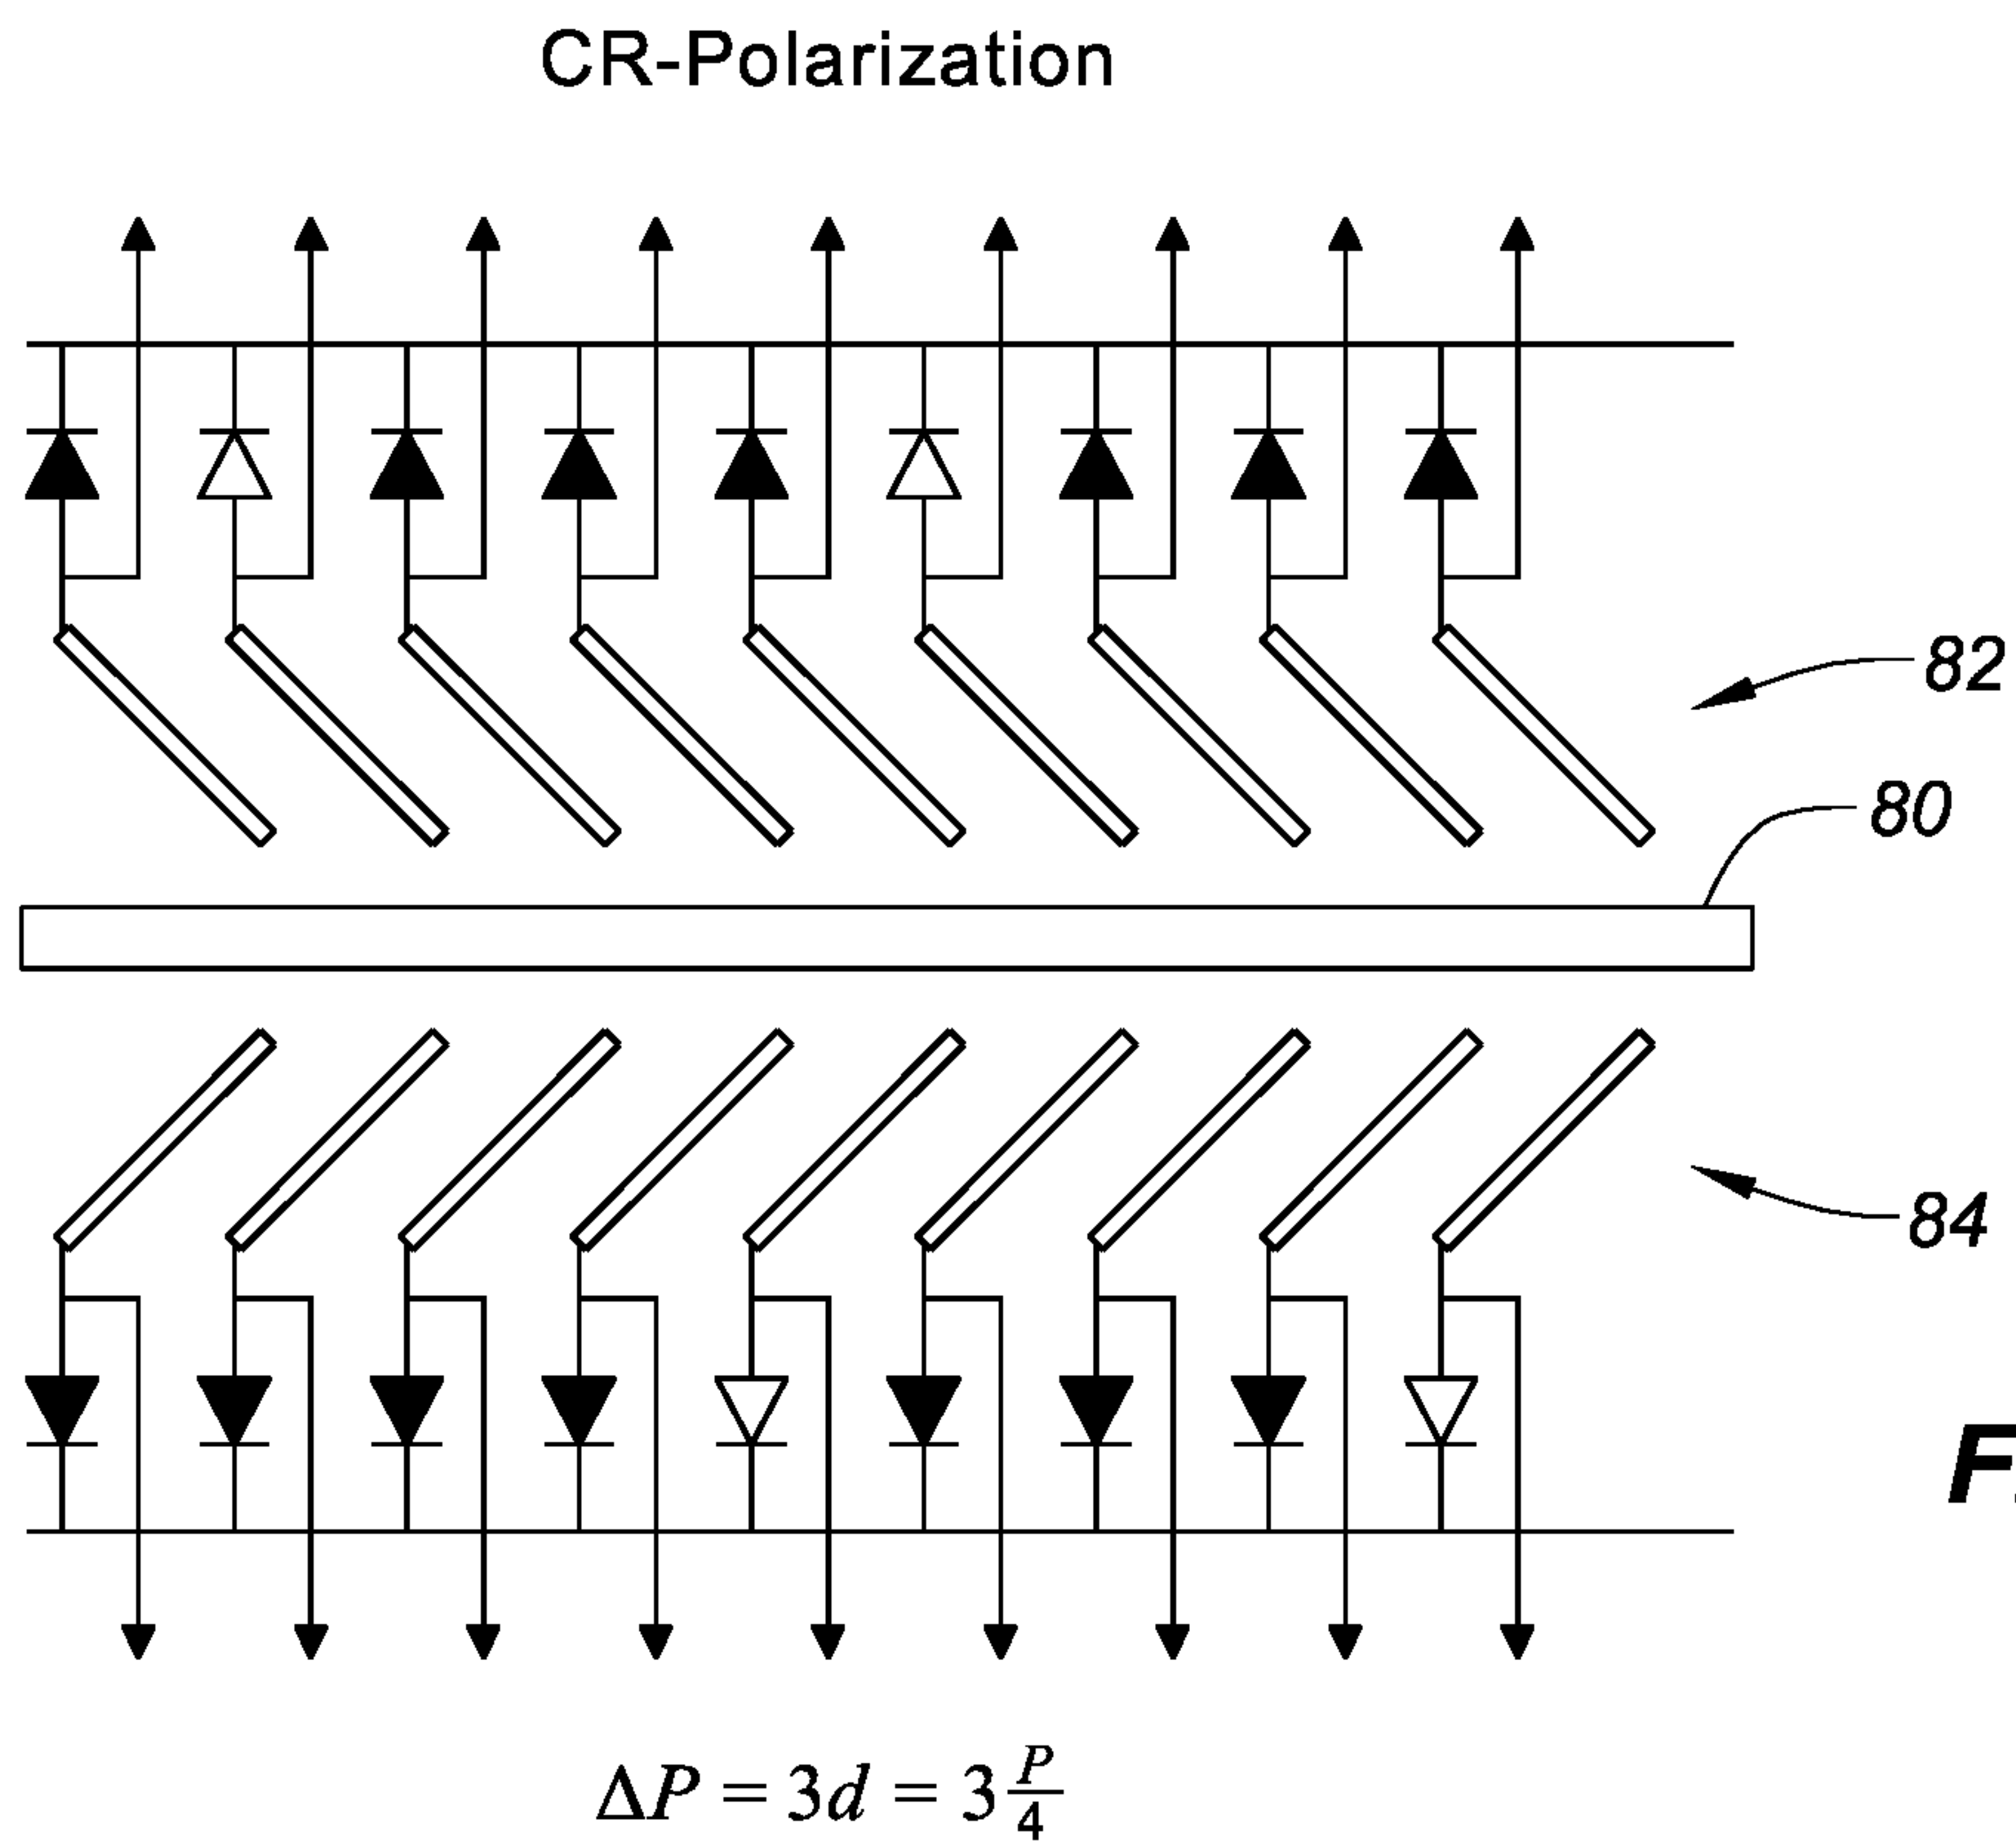 CR-Polarization
82
80
84
F
ΔP = 3d = 3 P/4